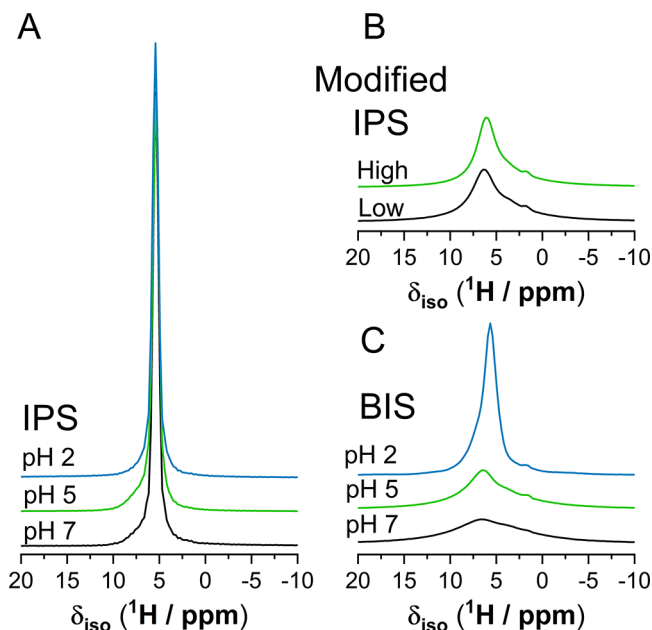 A
IPS
pH 2
pH 5
pH 7
20 15 10 5 0 -5 -10
δiso (1H / ppm)
B
Modified
IPS
High
Low
20 15 10 5 0 -5 -10
δiso (1H / ppm)
C
BIS
pH 2
pH 5
pH 7
20 15 10 5 0 -5 -10
δiso (1H / ppm)